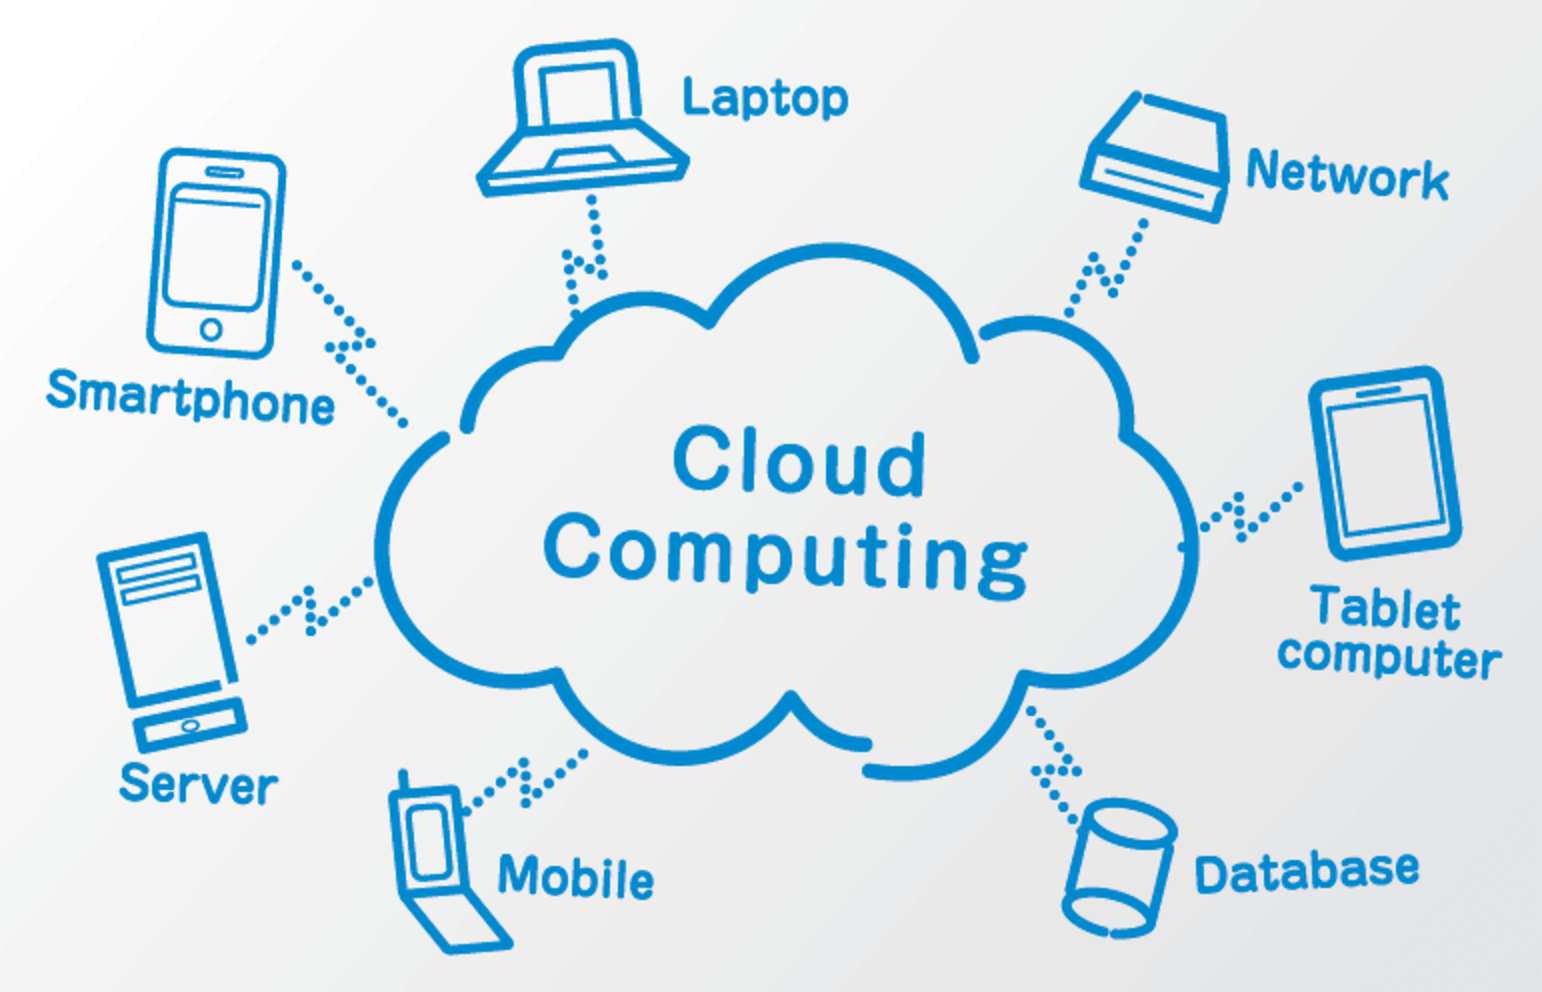 Laptop
Network
Smartphone
Cloud
Computing
Tablet
computer
Server
Mobile
Database